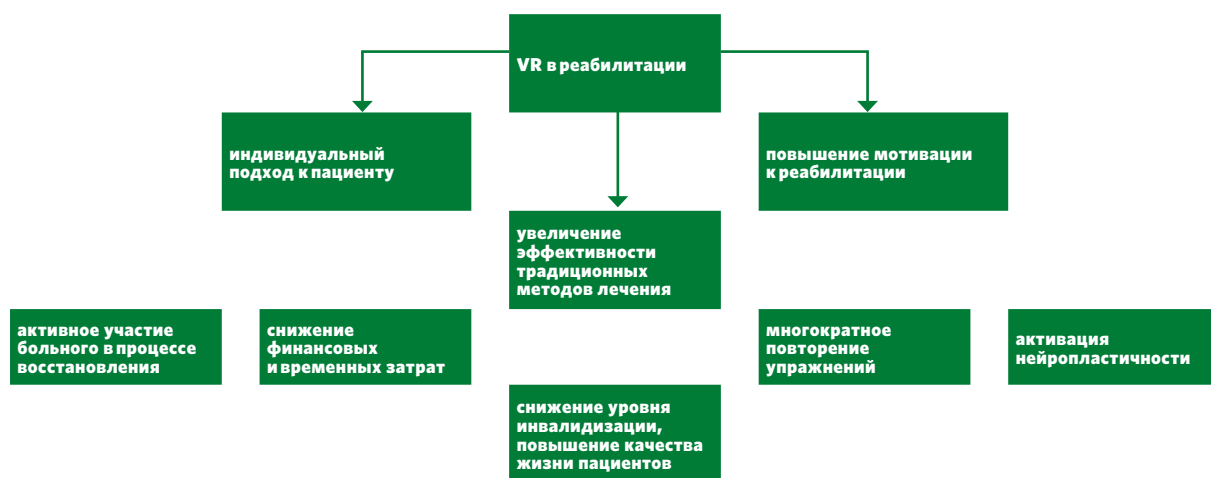 VR в реабилитации
индивидуальный
подход к пациенту
повышение мотивации
к реабилитации
увеличение
эффективности
традиционных
методов лечения
активное участие
больного в процессе
восстановления
снижение
финансовых
и временных затрат
многократное
повторение
упражнений
активация
нейропластичности
снижение уровня
инвалидизации,
повышение качества
жизни пациентов